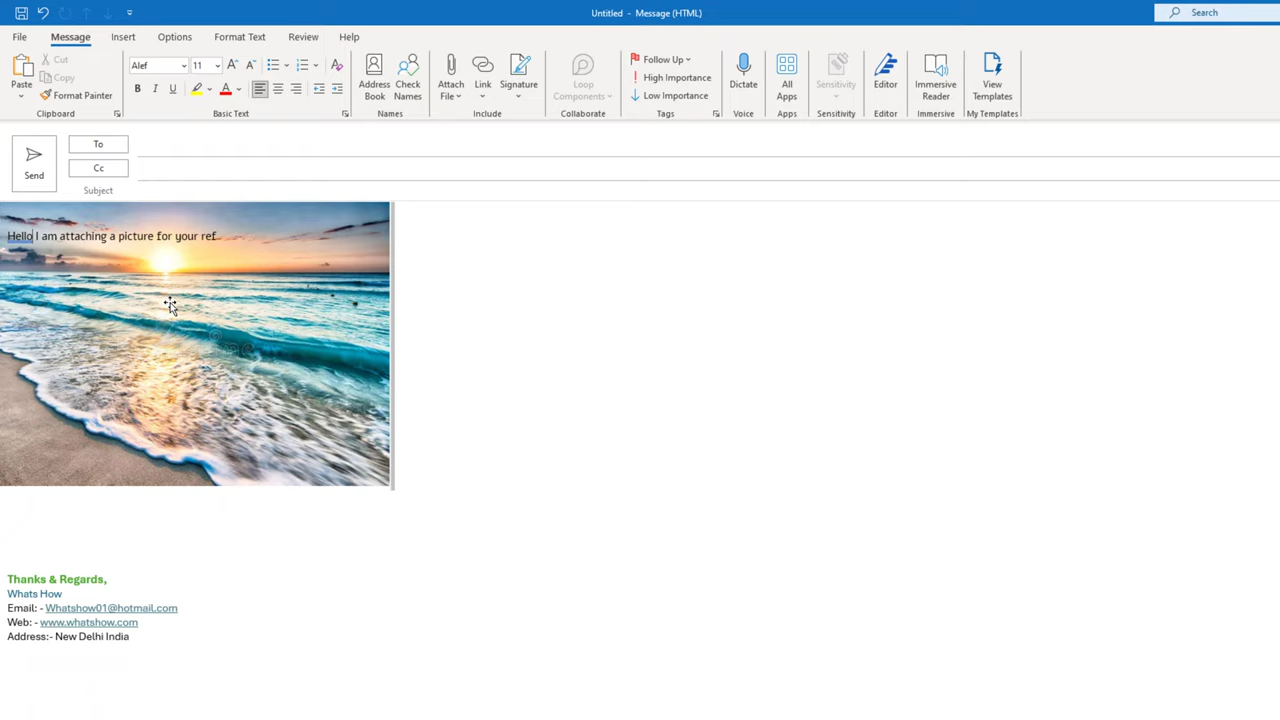 Untitled - Message (HTML)
Search
File Message Insert Options Format Text Review Help
Cut
Copy
Format Painter
Paste
Clipboard
Alef
11
B I U A
Basic Text
Address Book
Check Names
Names
Attach File
Link
Signature
Include
Loop Components
Collaborate
Follow Up
High Importance
Low Importance
Tags
Dictate
Voice
All Apps
Apps
Sensitivity
Sensitivity
Editor
Editor
Immersive Reader
Immersive
View Templates
My Templates
Send
To
Cc
Subject
Hello I am attaching a picture for your ref
Thanks & Regards,
Whats How
Email: - Whatshow01@hotmail.com
Web: - www.whatshow.com
Address:- New Delhi India